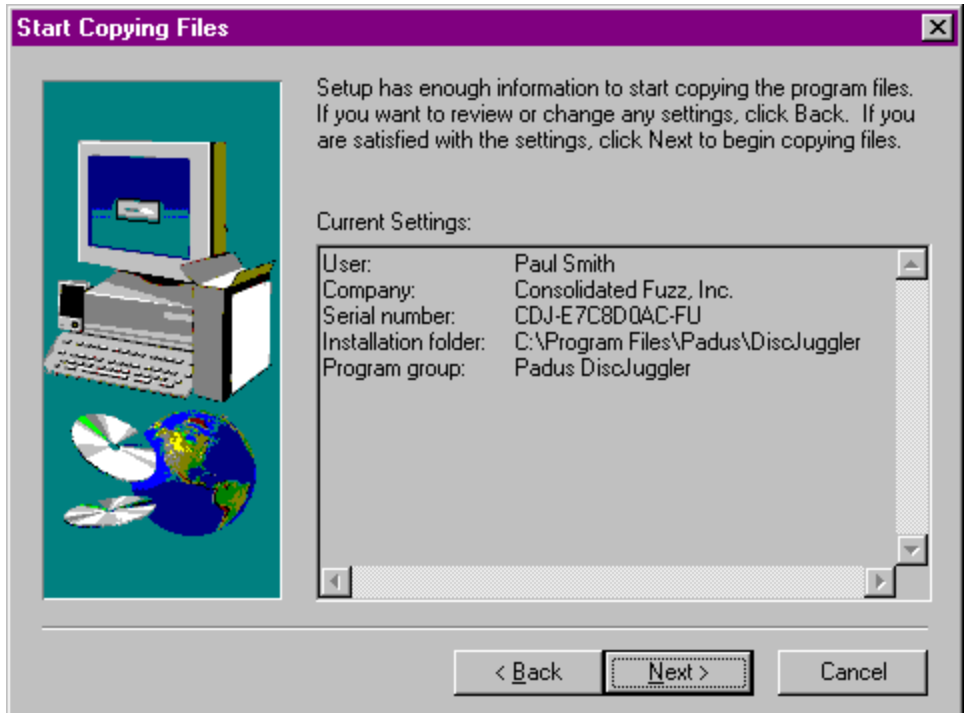 Start Copying Files
Setup has enough information to start copying the program files.
If you want to review or change any settings, click Back.  If you
are satisfied with the settings, click Next to begin copying files.
Current Settings:
User: Paul Smith
Company: Consolidated Fuzz, Inc.
Serial number: CDJ-E7C8D0AC-FU
Installation folder: C:\Program Files\Padus\DiscJuggler
Program group: Padus DiscJuggler
< Back
Next >
Cancel